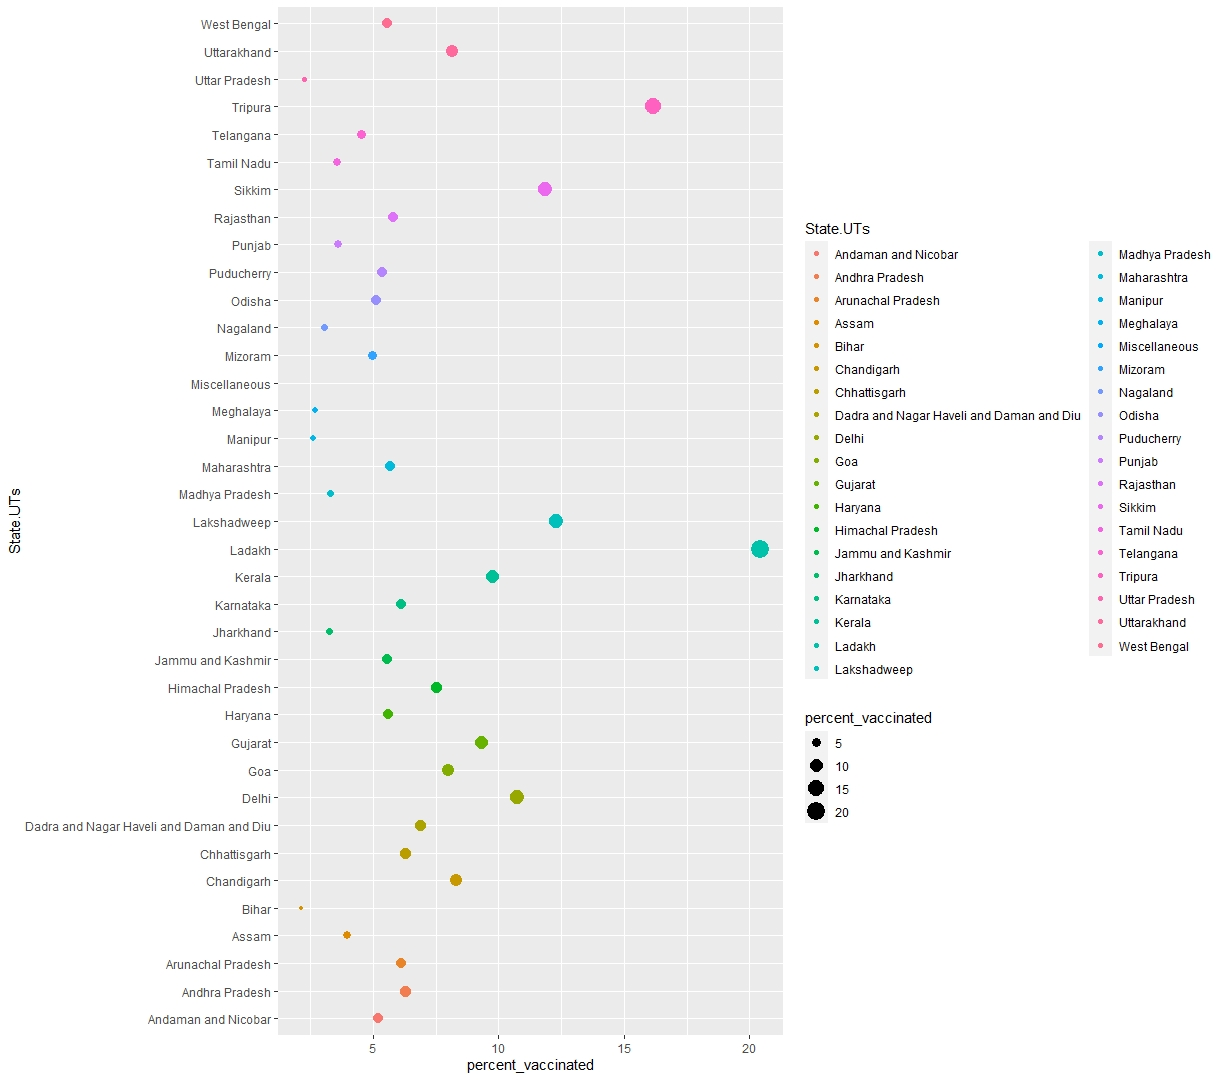 West Bengal
Uttarakhand
Uttar Pradesh
Tripura
Telangana
Tamil Nadu
Sikkim
Rajasthan
Punjab
Puducherry
Odisha
Nagaland
Mizoram
Miscellaneous
Meghalaya
Manipur
Maharashtra
Madhya Pradesh
Lakshadweep
Ladakh
Kerala
Karnataka
Jharkhand
Jammu and Kashmir
Himachal Pradesh
Haryana
Gujarat
Goa
Delhi
Dadra and Nagar Haveli and Daman and Diu
Chhattisgarh
Chandigarh
Bihar
Assam
Arunachal Pradesh
Andhra Pradesh
Andaman and Nicobar
State.UTs
5 10 15 20
percent_vaccinated
State.UTs
Andaman and Nicobar
Andhra Pradesh
Arunachal Pradesh
Assam
Bihar
Chandigarh
Chhattisgarh
Dadra and Nagar Haveli and Daman and Diu
Delhi
Goa
Gujarat
Haryana
Himachal Pradesh
Jammu and Kashmir
Jharkhand
Karnataka
Kerala
Ladakh
Lakshadweep
Madhya Pradesh
Maharashtra
Manipur
Meghalaya
Miscellaneous
Mizoram
Nagaland
Odisha
Puducherry
Punjab
Rajasthan
Sikkim
Tamil Nadu
Telangana
Tripura
Uttar Pradesh
Uttarakhand
West Bengal
percent_vaccinated
5
10
15
20